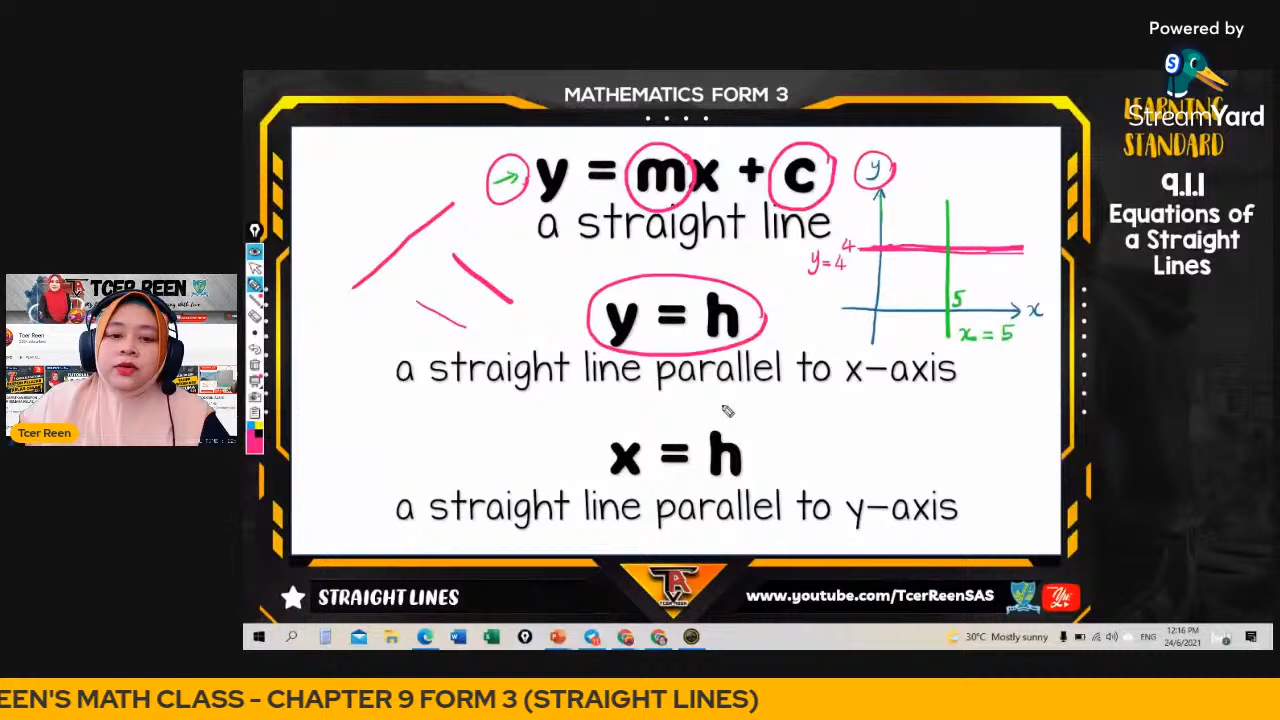 Powered by
S
LEARNING
StreamYard
STANDARD
9.1.1
Equations of
a Straight
Lines
MATHEMATICS FORM 3
y = mx + c
a straight line
y
4
y=4
5
x
x = 5
y = h
a straight line parallel to x-axis
x = h
a straight line parallel to y-axis
TCER REEN
Tcer Reen
STRAIGHT LINES
TCER REEN
www.youtube.com/TcerReenSAS
30°C Mostly sunny
ENG
12:16 PM
24/6/2021
EEN'S MATH CLASS - CHAPTER 9 FORM 3 (STRAIGHT LINES)